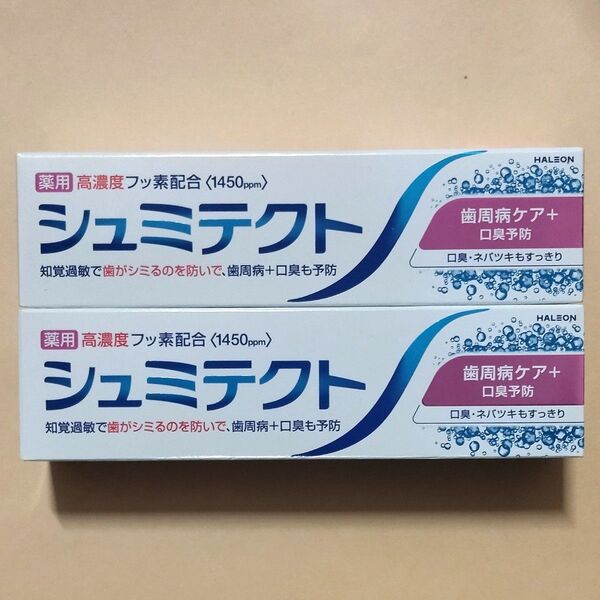 薬用 高濃度フッ素配合〈1450ppm〉
シュミテクト
知覚過敏で歯がシミるのを防いで、歯周病+口臭も予防
HALEON
歯周病ケア+
口臭予防
口臭・ネバツキもすっきり
薬用 高濃度フッ素配合〈1450ppm〉
シュミテクト
知覚過敏で歯がシミるのを防いで、歯周病+口臭も予防
HALEON
歯周病ケア+
口臭予防
口臭・ネバツキもすっきり